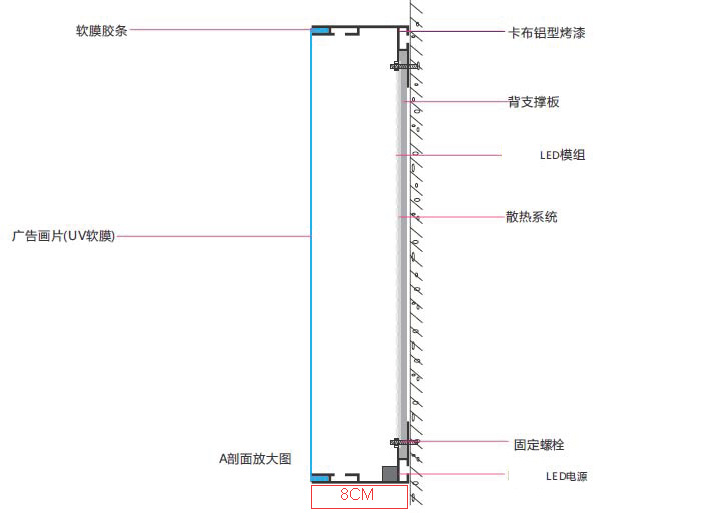 软膜胶条
卡布铝型烤漆
背支撑板
LED模组
散热系统
广告画片(UV软膜)
固定螺栓
A剖面放大图
LED电源
8CM